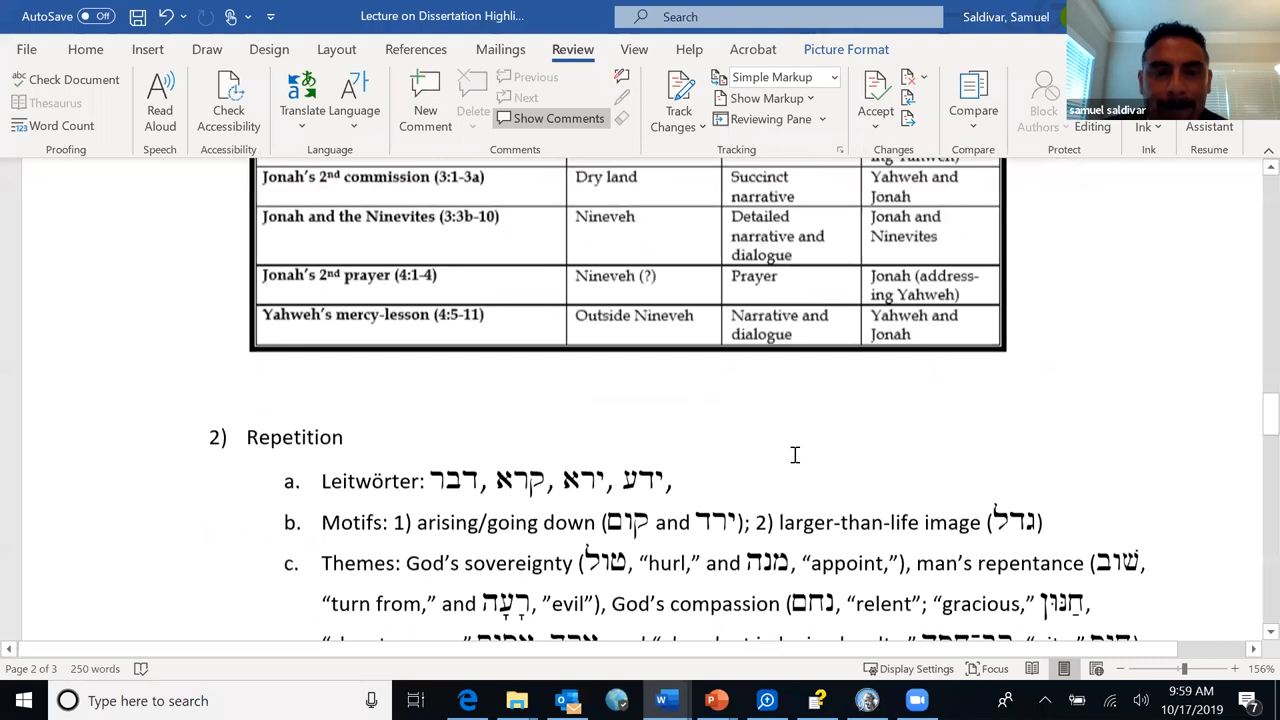 AutoSave Off Lecture on Dissertation Highli... Search Saldivar, Samuel
File Home Insert Draw Design Layout References Mailings Review View Help Acrobat Picture Format
samuel saldivar
abc Check Document
Thesaurus
Word Count
Proofing
Read Aloud
Speech
Check Accessibility
Accessibility
Translate Language
Language
New Comment
Delete
Previous
Next
Show Comments
Comments
Track Changes
Simple Markup
Show Markup
Reviewing Pane
Tracking
Accept
Changes
Compare
Compare
Block Authors
Editing
Protect
Ink
Ink
Assistant
Resume
ing Yahweh)
Jonah's 2nd commission (3:1-3a) Dry land Succinct narrative Yahweh and Jonah
Jonah and the Ninevites (3:3b-10) Nineveh Detailed narrative and dialogue Jonah and Ninevites
Jonah's 2nd prayer (4:1-4) Nineveh (?) Prayer Jonah (address-ing Yahweh)
Yahweh's mercy-lesson (4:5-11) Outside Nineveh Narrative and dialogue Yahweh and Jonah
2) Repetition
a. Leitwörter: דבר, קרא, ירא, ידע,
b. Motifs: 1) arising/going down (קום and ירד); 2) larger-than-life image (גדל)
c. Themes: God's sovereignty (טול, "hurl," and מנה, "appoint,"), man's repentance (שׁוב,
"turn from," and רָעָה, "evil"), God's compassion (נחם, "relent"; "gracious," חַנּוּן,
Page 2 of 3 250 words Display Settings Focus 156%
Type here to search
9:59 AM
10/17/2019
7